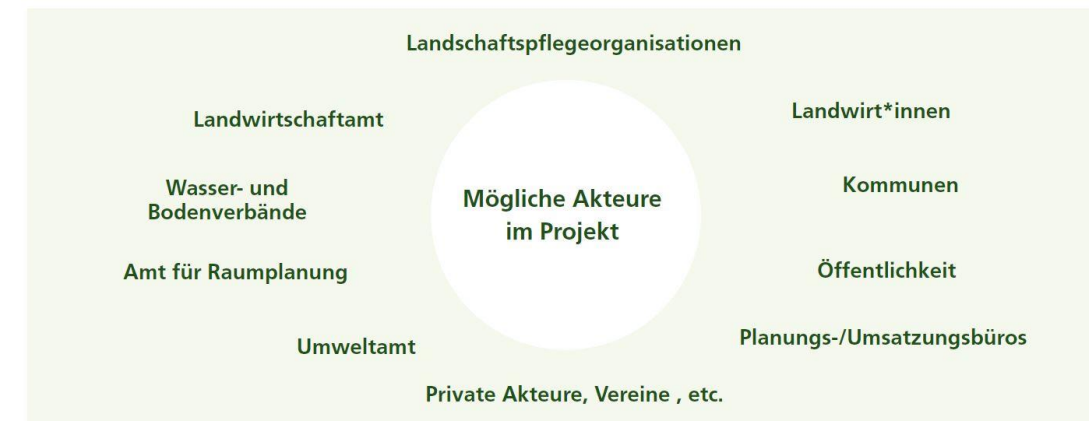 Landschaftspflegeorganisationen
Landwirtschaftamt
Landwirt*innen
Wasser- und
Bodenverbände
Kommunen
Mögliche Akteure
im Projekt
Amt für Raumplanung
Öffentlichkeit
Umweltamt
Planungs-/Umsatzungsbüros
Private Akteure, Vereine , etc.